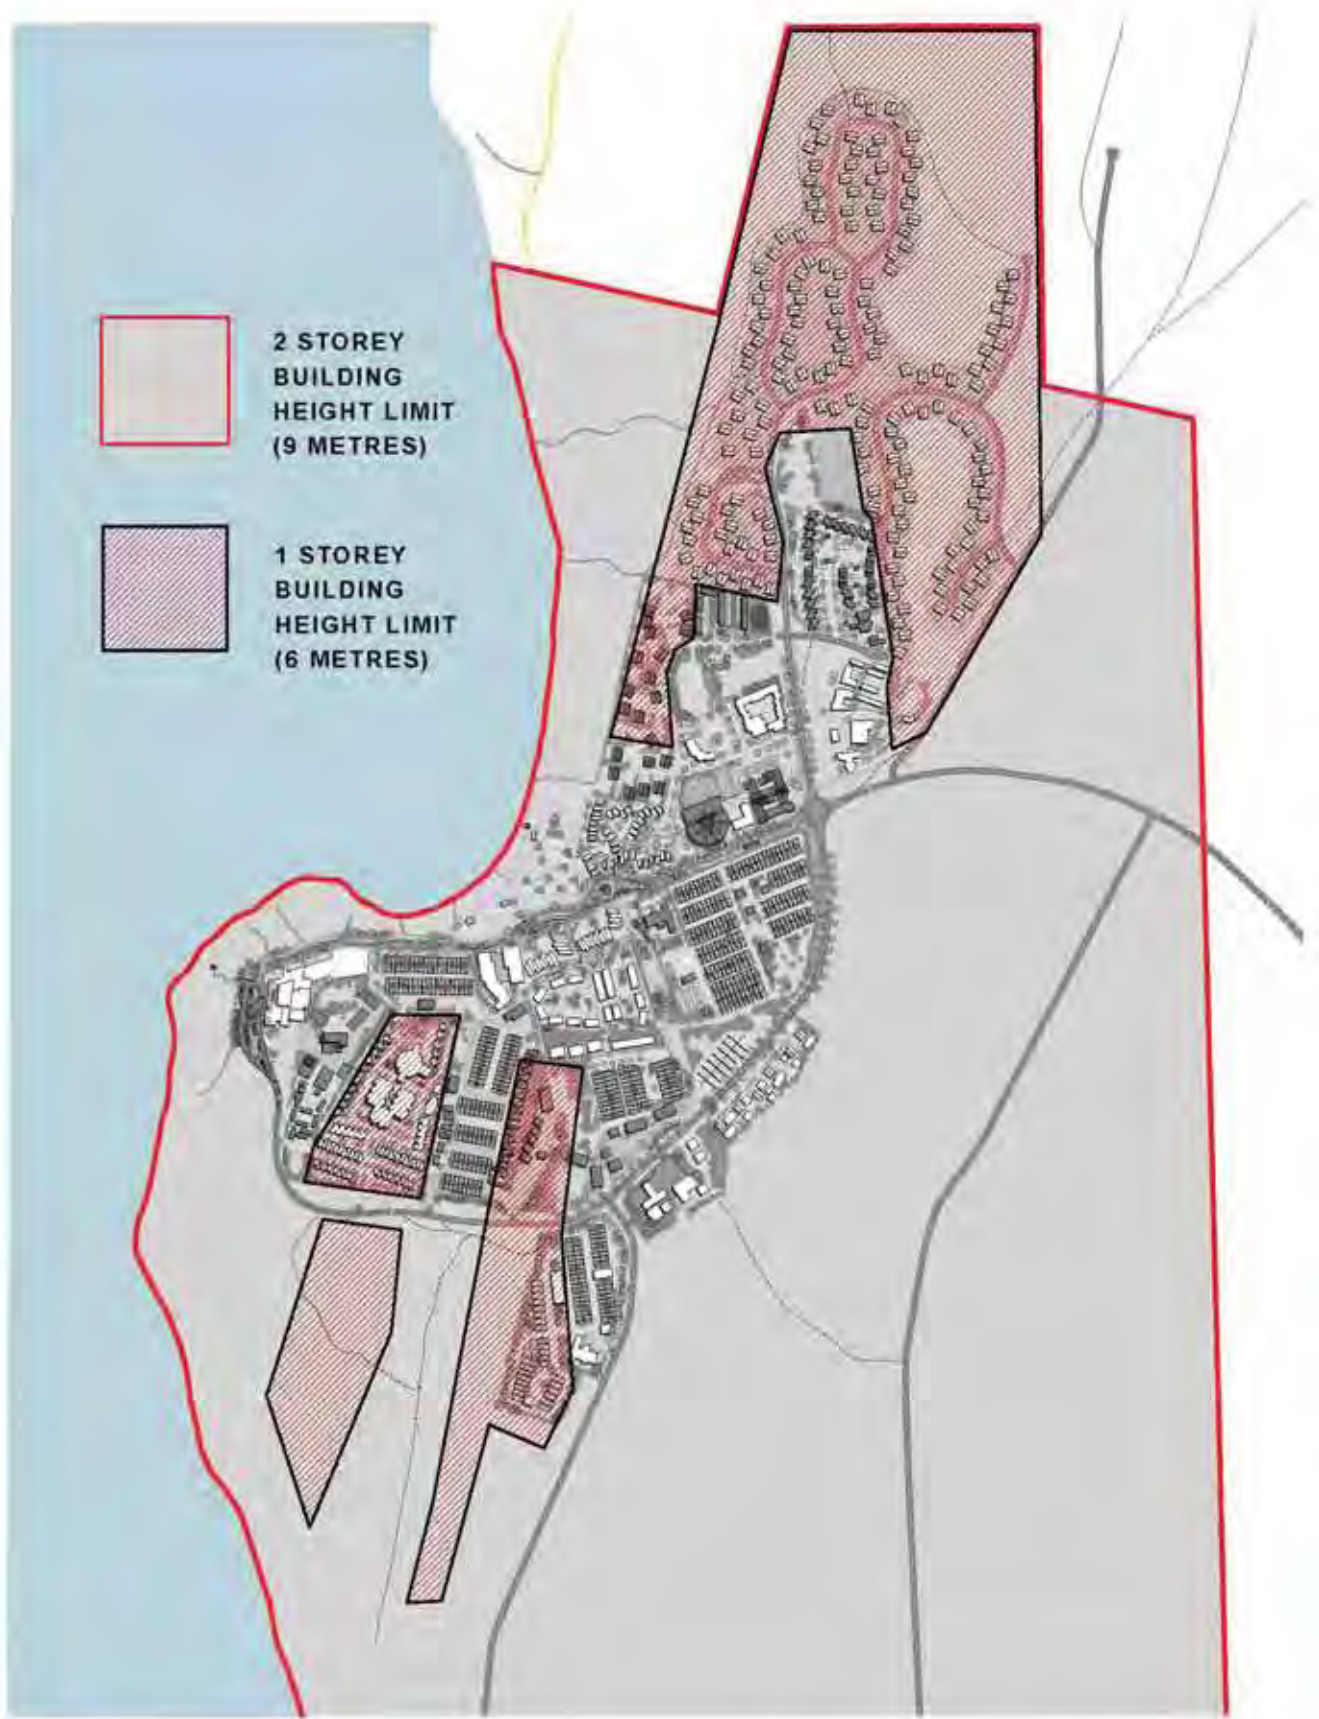 2 STOREY
BUILDING
HEIGHT LIMIT
(9 METRES)
1 STOREY
BUILDING
HEIGHT LIMIT
(6 METRES)